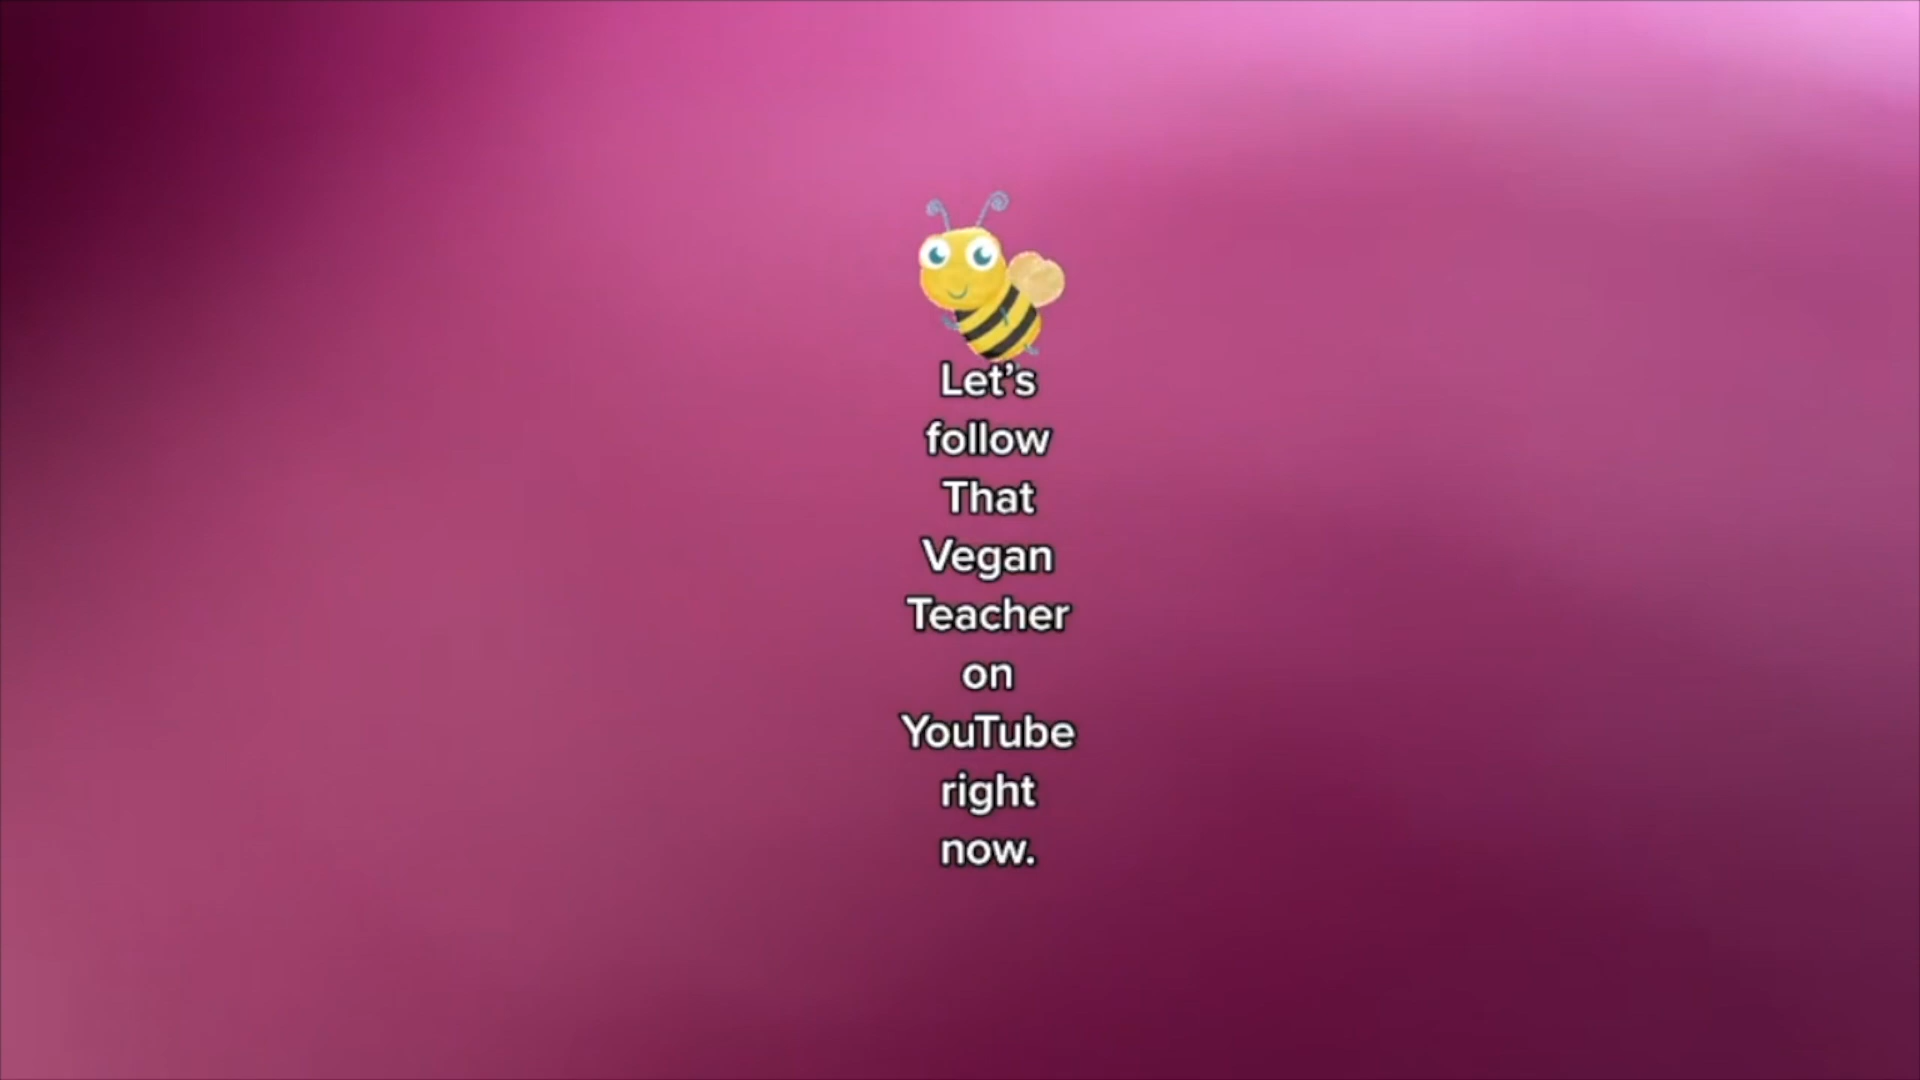 Let’s
follow
That
Vegan
Teacher
on
YouTube
right
now.